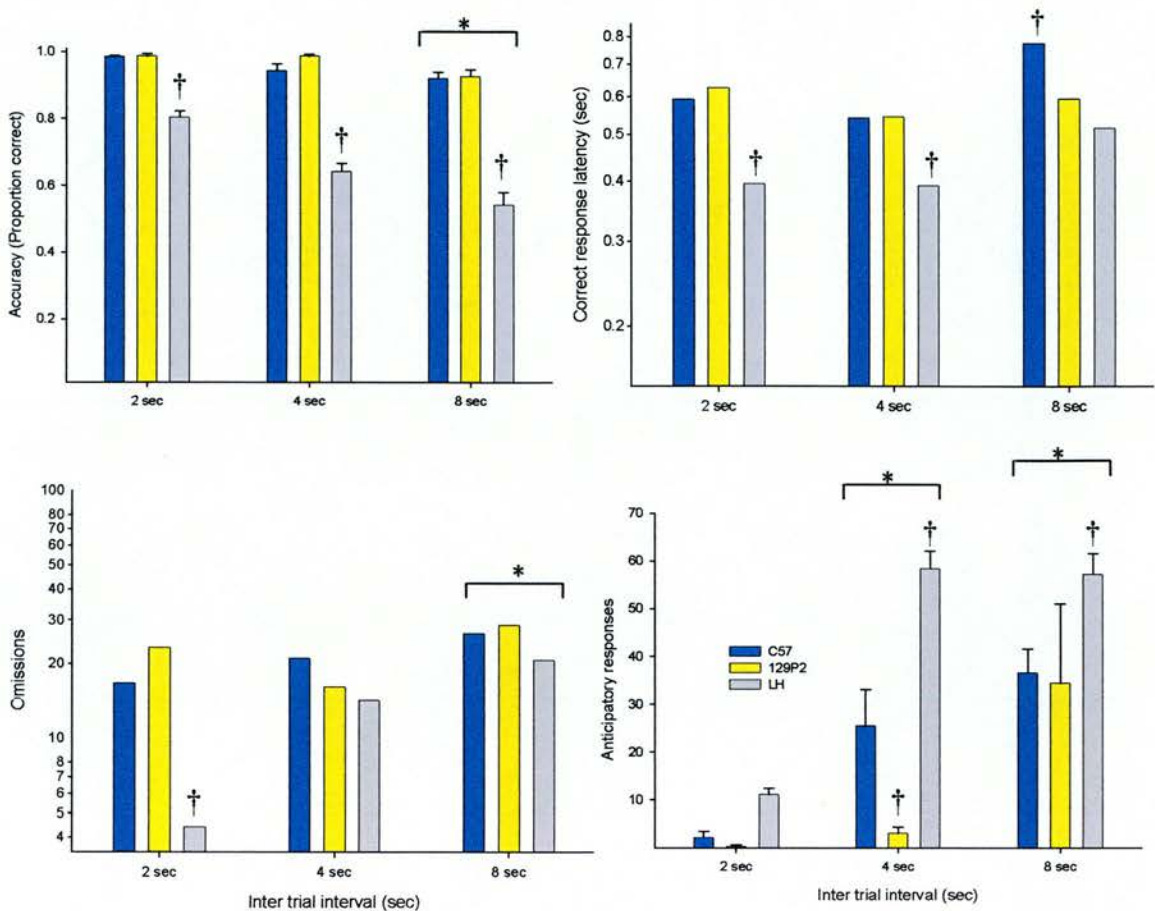 Accuracy (Proportion correct)
1.0
0.8
0.6
0.4
0.2
†
†
*
†
2 sec
4 sec
8 sec
Correct response latency (sec)
0.8
0.6
0.5
0.4
0.3
0.2
†
†
†
2 sec
4 sec
8 sec
Omissions
100
80
70
60
50
40
30
20
10
8
7
6
5
4
†
*
2 sec
4 sec
8 sec
Inter trial interval (sec)
Anticipatory responses
70
60
50
40
30
20
10
C57
129P2
LH
*
†
†
*
†
2 sec
4 sec
8 sec
Inter trial interval (sec)